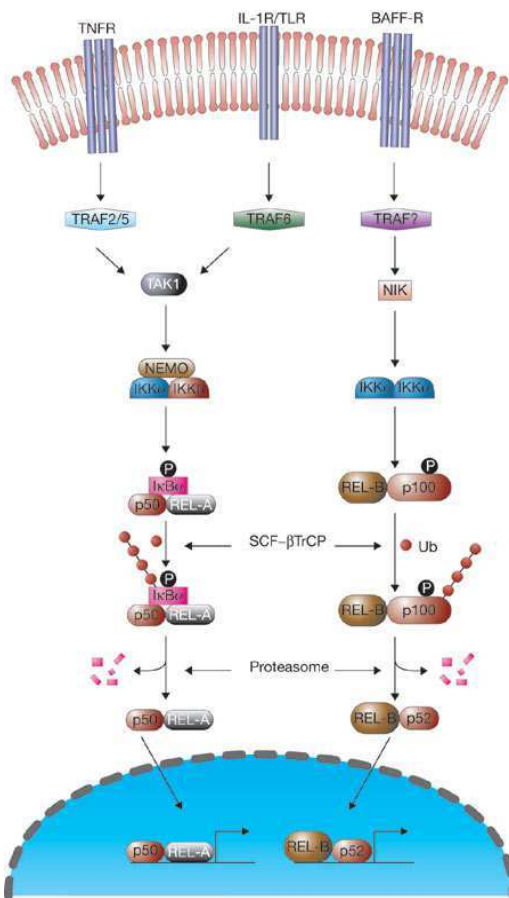 TNFR
IL-1R/TLR
BAFF-R
TRAF2/5
TRAF6
TRAF?
TAK1
NIK
NEMO
IKKα IKKβ
IKKα IKKα
P
IκBα
p50 REL-A
P
REL-B p100
SCF–βTrCP
Ub
P
IκBα
p50 REL-A
P
REL-B p100
Proteasome
p50 REL-A
REL-B p52
p50 REL-A
REL-B p52